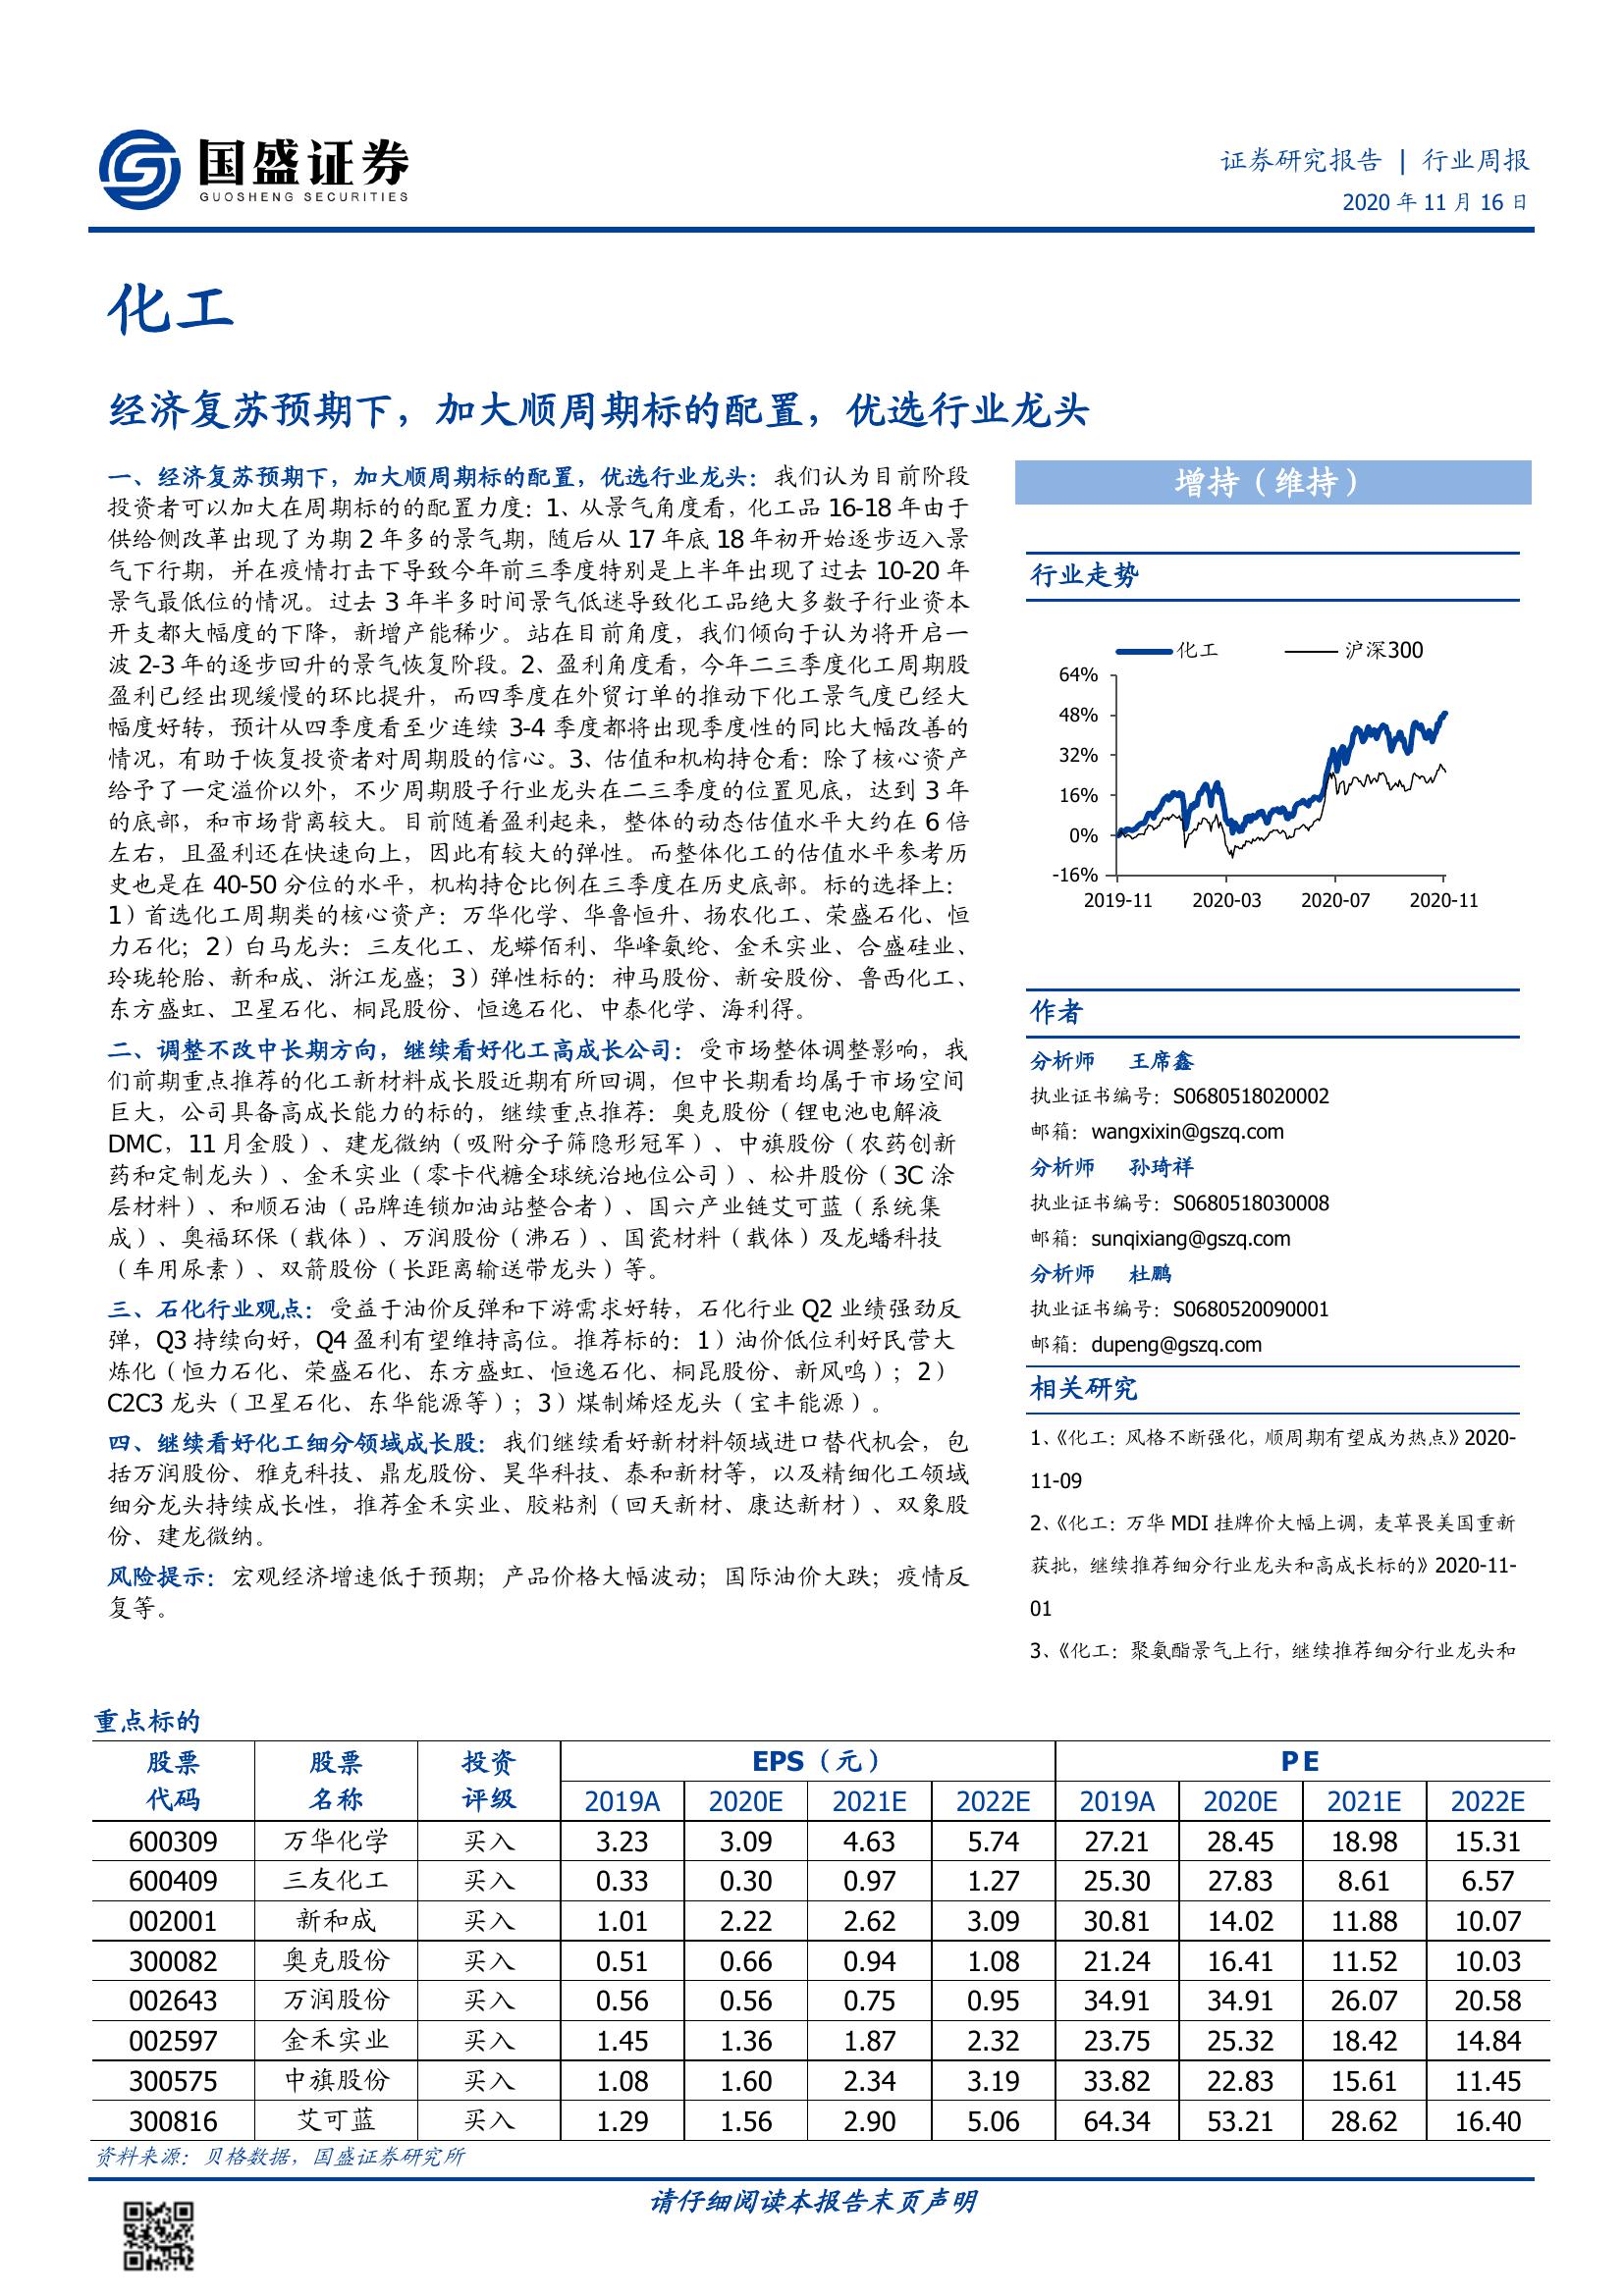 国盛证券
GUOSHENG SECURITIES
证券研究报告 | 行业周报
2020 年 11 月 16 日
化工
经济复苏预期下，加大顺周期标的配置，优选行业龙头
一、经济复苏预期下，加大顺周期标的配置，优选行业龙头：我们认为目前阶段
投资者可以加大在周期标的的配置力度：1、从景气角度看，化工品 16-18 年由于
供给侧改革出现了为期 2 年多的景气期，随后从 17 年底 18 年初开始逐步迈入景
气下行期，并在疫情打击下导致今年前三季度特别是上半年出现了过去 10-20 年
景气最低位的情况。过去 3 年半多时间景气低迷导致化工品绝大多数子行业资本
开支都大幅度的下降，新增产能稀少。站在目前角度，我们倾向于认为将开启一
波 2-3 年的逐步回升的景气恢复阶段。2、盈利角度看，今年二三季度化工周期股
盈利已经出现缓慢的环比提升，而四季度在外贸订单的推动下化工景气度已经大
幅度好转，预计从四季度看至少连续 3-4 季度都将出现季度性的同比大幅改善的
情况，有助于恢复投资者对周期股的信心。3、估值和机构持仓看：除了核心资产
给予了一定溢价以外，不少周期股子行业龙头在二三季度的位置见底，达到 3 年
的底部，和市场背离较大。目前随着盈利起来，整体的动态估值水平大约在 6 倍
左右，且盈利还在快速向上，因此有较大的弹性。而整体化工的估值水平参考历
史也是在 40-50 分位的水平，机构持仓比例在三季度在历史底部。标的选择上：
1）首选化工周期类的核心资产：万华化学、华鲁恒升、扬农化工、荣盛石化、恒
力石化；2）白马龙头：三友化工、龙蟒佰利、华峰氨纶、金禾实业、合盛硅业、
玲珑轮胎、新和成、浙江龙盛；3）弹性标的：神马股份、新安股份、鲁西化工、
东方盛虹、卫星石化、桐昆股份、恒逸石化、中泰化学、海利得。
二、调整不改中长期方向，继续看好化工高成长公司：受市场整体调整影响，我
们前期重点推荐的化工新材料成长股近期有所回调，但中长期看均属于市场空间
巨大，公司具备高成长能力的标的，继续重点推荐：奥克股份（锂电池电解液
DMC，11 月金股）、建龙微纳（吸附分子筛隐形冠军）、中旗股份（农药创新
药和定制龙头）、金禾实业（零卡代糖全球统治地位公司）、松井股份（3C 涂
层材料）、和顺石油（品牌连锁加油站整合者）、国六产业链艾可蓝（系统集
成）、奥福环保（载体）、万润股份（沸石）、国瓷材料（载体）及龙蟠科技
（车用尿素）、双箭股份（长距离输送带龙头）等。
三、石化行业观点：受益于油价反弹和下游需求好转，石化行业 Q2 业绩强劲反
弹，Q3 持续向好，Q4 盈利有望维持高位。推荐标的：1）油价低位利好民营大
炼化（恒力石化、荣盛石化、东方盛虹、恒逸石化、桐昆股份、新风鸣）；2）
C2C3 龙头（卫星石化、东华能源等）；3）煤制烯烃龙头（宝丰能源）。
四、继续看好化工细分领域成长股：我们继续看好新材料领域进口替代机会，包
括万润股份、雅克科技、鼎龙股份、昊华科技、泰和新材等，以及精细化工领域
细分龙头持续成长性，推荐金禾实业、胶粘剂（回天新材、康达新材）、双象股
份、建龙微纳。
风险提示：宏观经济增速低于预期；产品价格大幅波动；国际油价大跌；疫情反
复等。
增持（维持）
行业走势
化工 沪深300
64%
48%
32%
16%
0%
-16%
2019-11 2020-03 2020-07 2020-11
作者
分析师 王席鑫
执业证书编号：S0680518020002
邮箱：wangxixin@gszq.com
分析师 孙琦祥
执业证书编号：S0680518030008
邮箱：sunqixiang@gszq.com
分析师 杜鹏
执业证书编号：S0680520090001
邮箱：dupeng@gszq.com
相关研究
1、《化工：风格不断强化，顺周期有望成为热点》2020-
11-09
2、《化工：万华 MDI 挂牌价大幅上调，麦草畏美国重新
获批，继续推荐细分行业龙头和高成长标的》2020-11-
01
3、《化工：聚氨酯景气上行，继续推荐细分行业龙头和
重点标的
股票 股票 投资 EPS（元） P E
代码 名称 评级 2019A 2020E 2021E 2022E 2019A 2020E 2021E 2022E
600309 万华化学 买入 3.23 3.09 4.63 5.74 27.21 28.45 18.98 15.31
600409 三友化工 买入 0.33 0.30 0.97 1.27 25.30 27.83 8.61 6.57
002001 新和成 买入 1.01 2.22 2.62 3.09 30.81 14.02 11.88 10.07
300082 奥克股份 买入 0.51 0.66 0.94 1.08 21.24 16.41 11.52 10.03
002643 万润股份 买入 0.56 0.56 0.75 0.95 34.91 34.91 26.07 20.58
002597 金禾实业 买入 1.45 1.36 1.87 2.32 23.75 25.32 18.42 14.84
300575 中旗股份 买入 1.08 1.60 2.34 3.19 33.82 22.83 15.61 11.45
300816 艾可蓝 买入 1.29 1.56 2.90 5.06 64.34 53.21 28.62 16.40
资料来源：贝格数据，国盛证券研究所
请仔细阅读本报告末页声明